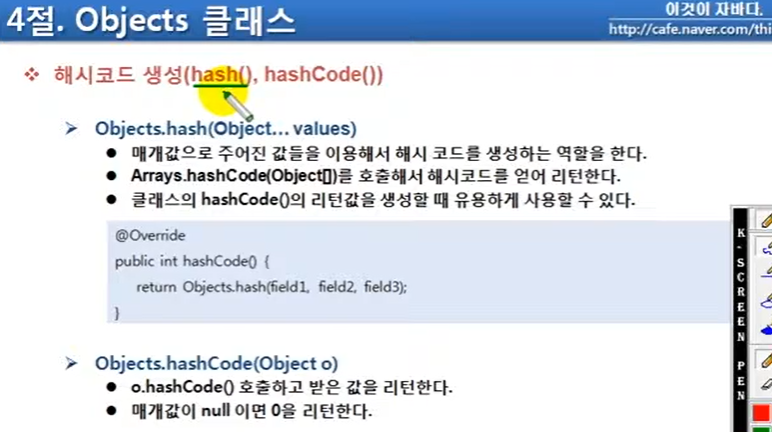 4절. Objects 클래스
이것이 자바다.
http://cafe.naver.com/thi
해시코드 생성(hash(), hashCode())
Objects.hash(Object... values)
매개값으로 주어진 값들을 이용해서 해시 코드를 생성하는 역할을 한다.
Arrays.hashCode(Object[])를 호출해서 해시코드를 얻어 리턴한다.
클래스의 hashCode()의 리턴값을 생성할 때 유용하게 사용할 수 있다.
@Override
public int hashCode() {
return Objects.hash(field1, field2, field3);
}
Objects.hashCode(Object o)
o.hashCode() 호출하고 받은 값을 리턴한다.
매개값이 null 이면 0을 리턴한다.
K-SCREEN PEN